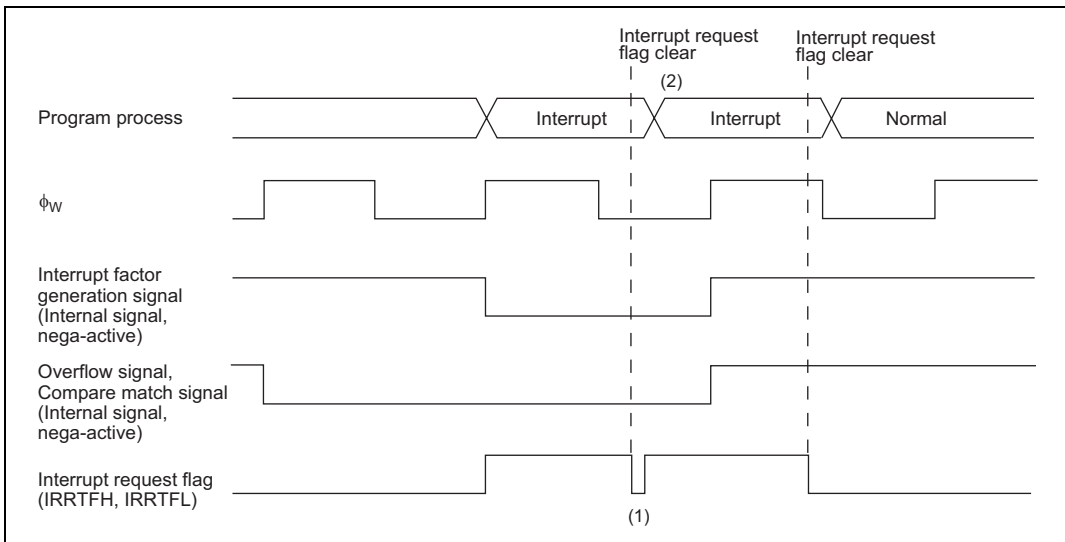 Interrupt request
flag clear
Interrupt request
flag clear
(2)
Program process
Interrupt
Interrupt
Normal
ϕW
Interrupt factor
generation signal
(Internal signal,
nega-active)
Overflow signal,
Compare match signal
(Internal signal,
nega-active)
Interrupt request flag
(IRRTFH, IRRTFL)
(1)